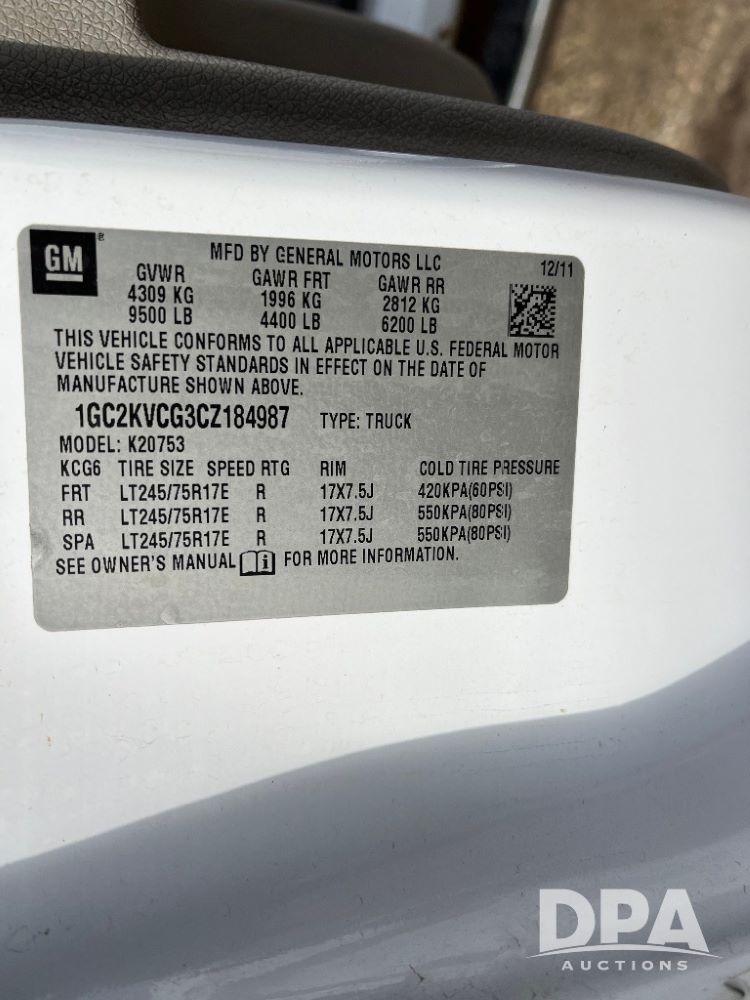 GM ® MFD BY GENERAL MOTORS LLC 12/11
GVWR GAWR FRT GAWR RR
4309 KG 1996 KG 2812 KG
9500 LB 4400 LB 6200 LB
THIS VEHICLE CONFORMS TO ALL APPLICABLE U.S. FEDERAL MOTOR
VEHICLE SAFETY STANDARDS IN EFFECT ON THE DATE OF
MANUFACTURE SHOWN ABOVE.
1GC2KVCG3CZ184987 TYPE: TRUCK
MODEL: K20753
KCG6 TIRE SIZE SPEED RTG RIM COLD TIRE PRESSURE
FRT LT245/75R17E R 17X7.5J 420KPA(60PSI)
RR LT245/75R17E R 17X7.5J 550KPA(80PSI)
SPA LT245/75R17E R 17X7.5J 550KPA(80PSI)
SEE OWNER'S MANUAL i FOR MORE INFORMATION.
DPA
AUCTIONS